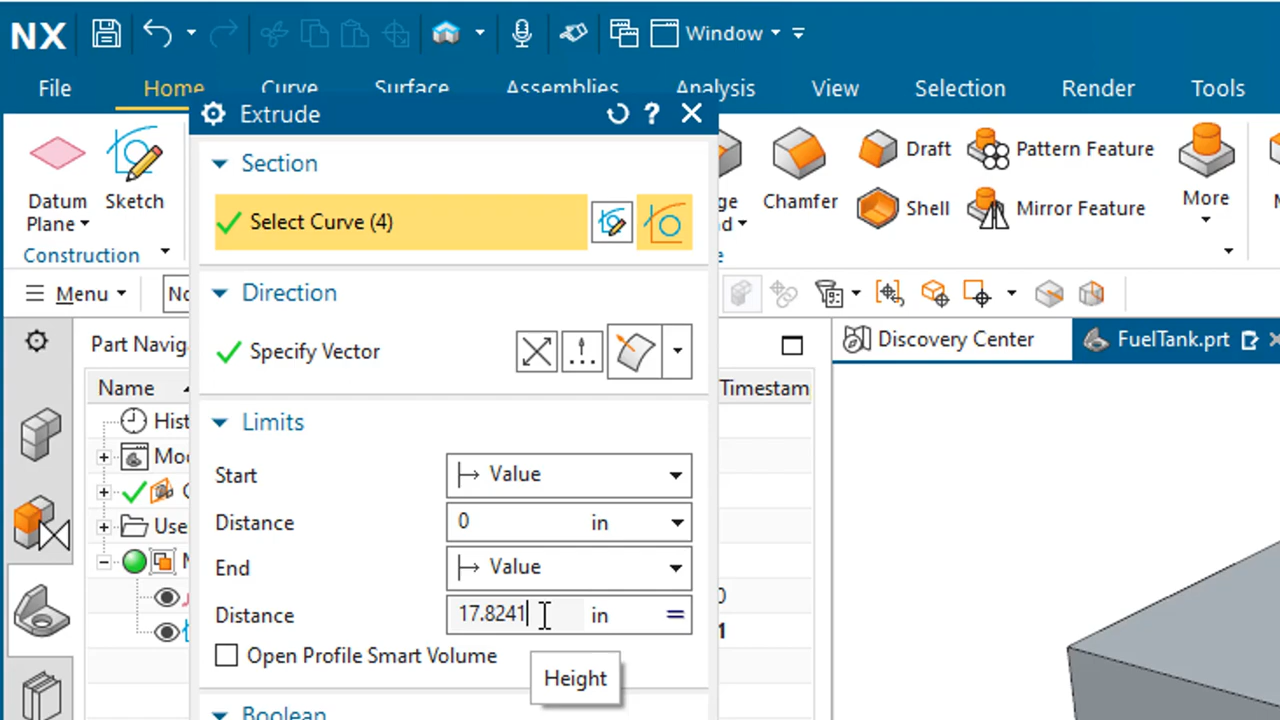 NX
Window
File Home Curve Surface Assemblies Analysis View Selection Render Tools
Extrude ?
Datum
Plane
Sketch
Construction
Chamfer
Draft
Shell
Pattern Feature
Mirror Feature
More
Menu
Section
Select Curve (4)
Direction
Specify Vector
Limits
Start Value
Distance 0 in
End Value
Distance 17.8241 in =
Open Profile Smart Volume
Height
Boolean
Part Navig
Name
Timestam
Hist
Use
Discovery Center
FuelTank.prt